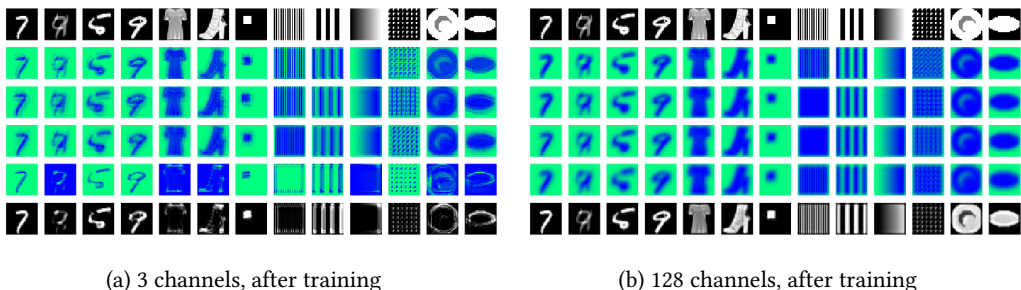 (a) 3 channels, after training
(b) 128 channels, after training